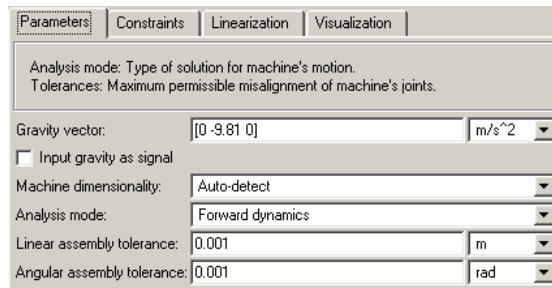 Parameters Constraints Linearization Visualization
Analysis mode: Type of solution for machine's motion.
Tolerances: Maximum permissible misalignment of machine's joints.
Gravity vector: [0 -9.81 0] m/s^2
Input gravity as signal
Machine dimensionality: Auto-detect
Analysis mode: Forward dynamics
Linear assembly tolerance: 0.001 m
Angular assembly tolerance: 0.001 rad